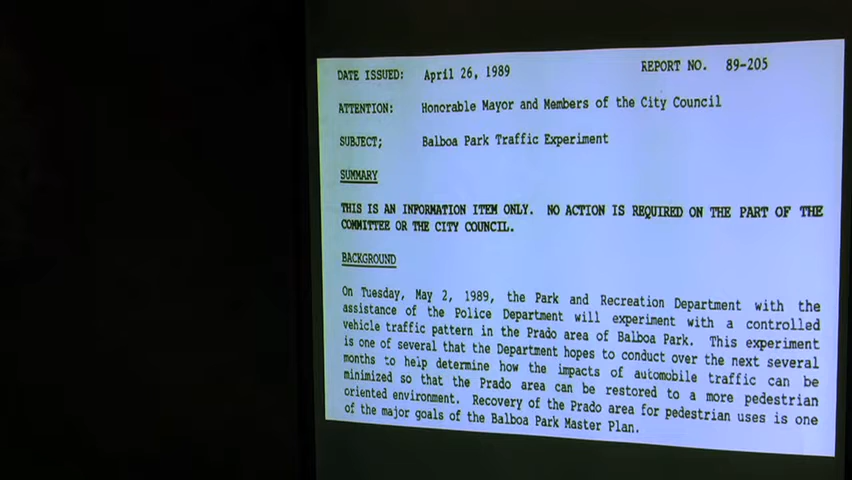 DATE ISSUED: April 26, 1989 REPORT NO. 89-205
ATTENTION: Honorable Mayor and Members of the City Council
SUBJECT; Balboa Park Traffic Experiment
SUMMARY
THIS IS AN INFORMATION ITEM ONLY. NO ACTION IS REQUIRED ON THE PART OF THE
COMMITTEE OR THE CITY COUNCIL.
BACKGROUND
On Tuesday, May 2, 1989, the Park and Recreation Department with the
assistance of the Police Department will experiment with a controlled
vehicle traffic pattern in the Prado area of Balboa Park. This experiment
is one of several that the Department hopes to conduct over the next several
months to help determine how the impacts of automobile traffic can be
minimized so that the Prado area can be restored to a more pedestrian
oriented environment. Recovery of the Prado area for pedestrian uses is one
of the major goals of the Balboa Park Master Plan.